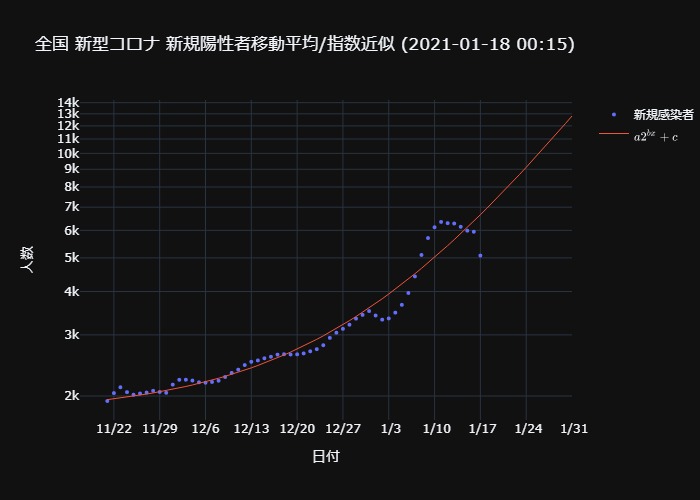 全国 新型コロナ 新規陽性者移動平均/指数近似 (2021-01-18 00:15)
14k
13k
12k
11k
10k
9k
8k
7k
6k
5k
4k
3k
2k
人数
11/22 11/29 12/6 12/13 12/20 12/27 1/3 1/10 1/17 1/24 1/31
日付
新規感染者
a2^{bx} + c